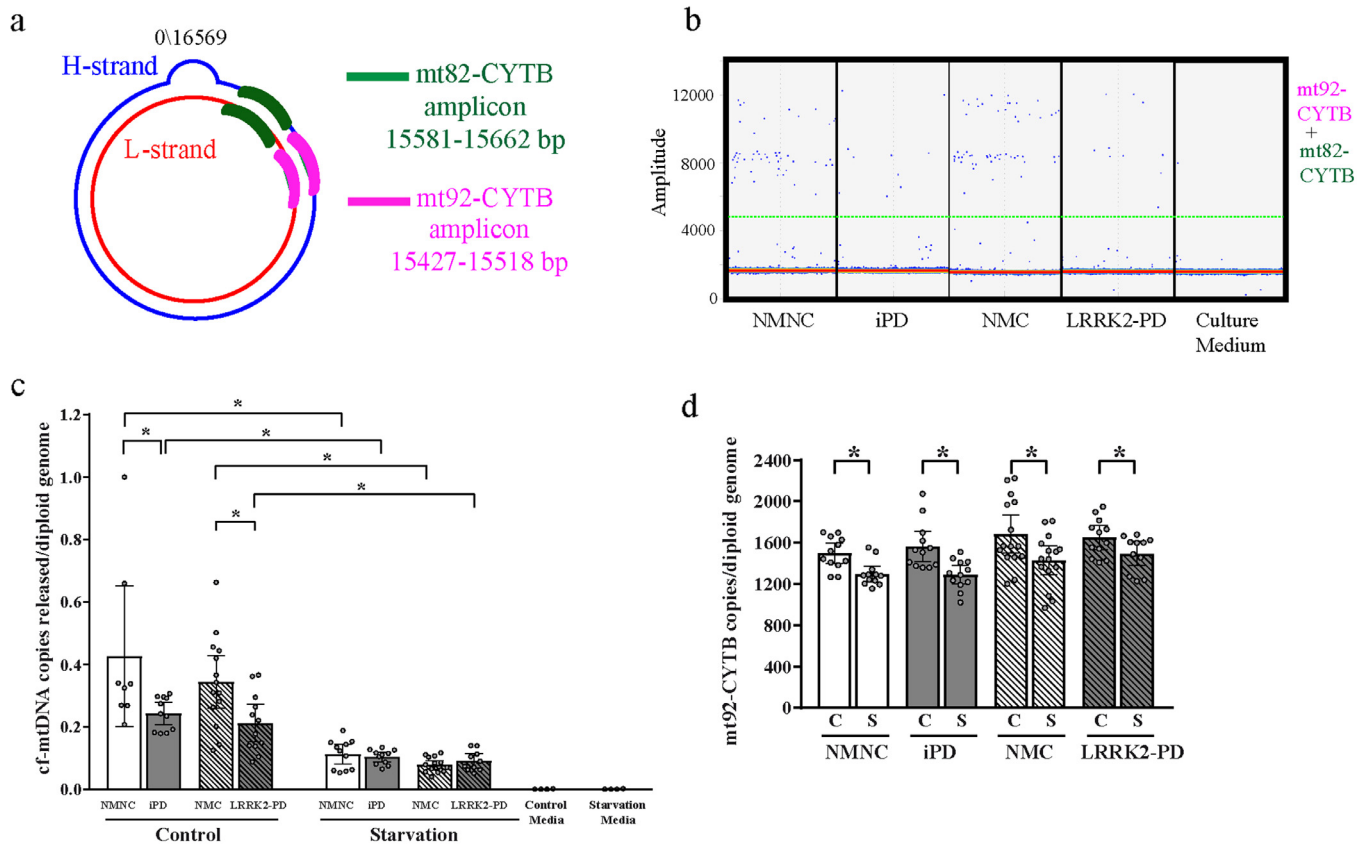 a
0\16569
H-strand
L-strand
mt82-CYTB
amplicon
15581-15662 bp
mt92-CYTB
amplicon
15427-15518 bp
b
Amplitude
12000
8000
4000
0
NMNC iPD NMC LRRK2-PD Culture
Medium
mt92-
CYTB
+
mt82-
CYTB
c
cf-mtDNA copies released/diploid genome
1.2
1.0
0.8
0.6
0.4
0.2
0.0
* * * * * *
NMNC iPD NMC LRRK2-PD NMNC iPD NMC LRRK2-PD Control
Media Starvation
Media
Control Starvation
d
mt92-CYTB copies/diploid genome
2400
2000
1600
1200
800
400
0
* * * *
C S C S C S C S
NMNC iPD NMC LRRK2-PD